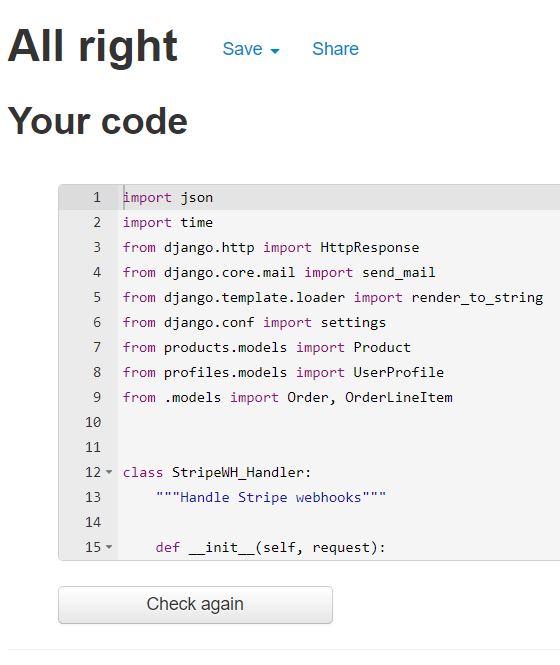 All right Save Share
Your code
1 import json
2 import time
3 from django.http import HttpResponse
4 from django.core.mail import send_mail
5 from django.template.loader import render_to_string
6 from django.conf import settings
7 from products.models import Product
8 from profiles.models import UserProfile
9 from .models import Order, OrderLineItem
10
11
12 class StripeWH_Handler:
13     """Handle Stripe webhooks"""
14
15     def __init__(self, request):
Check again